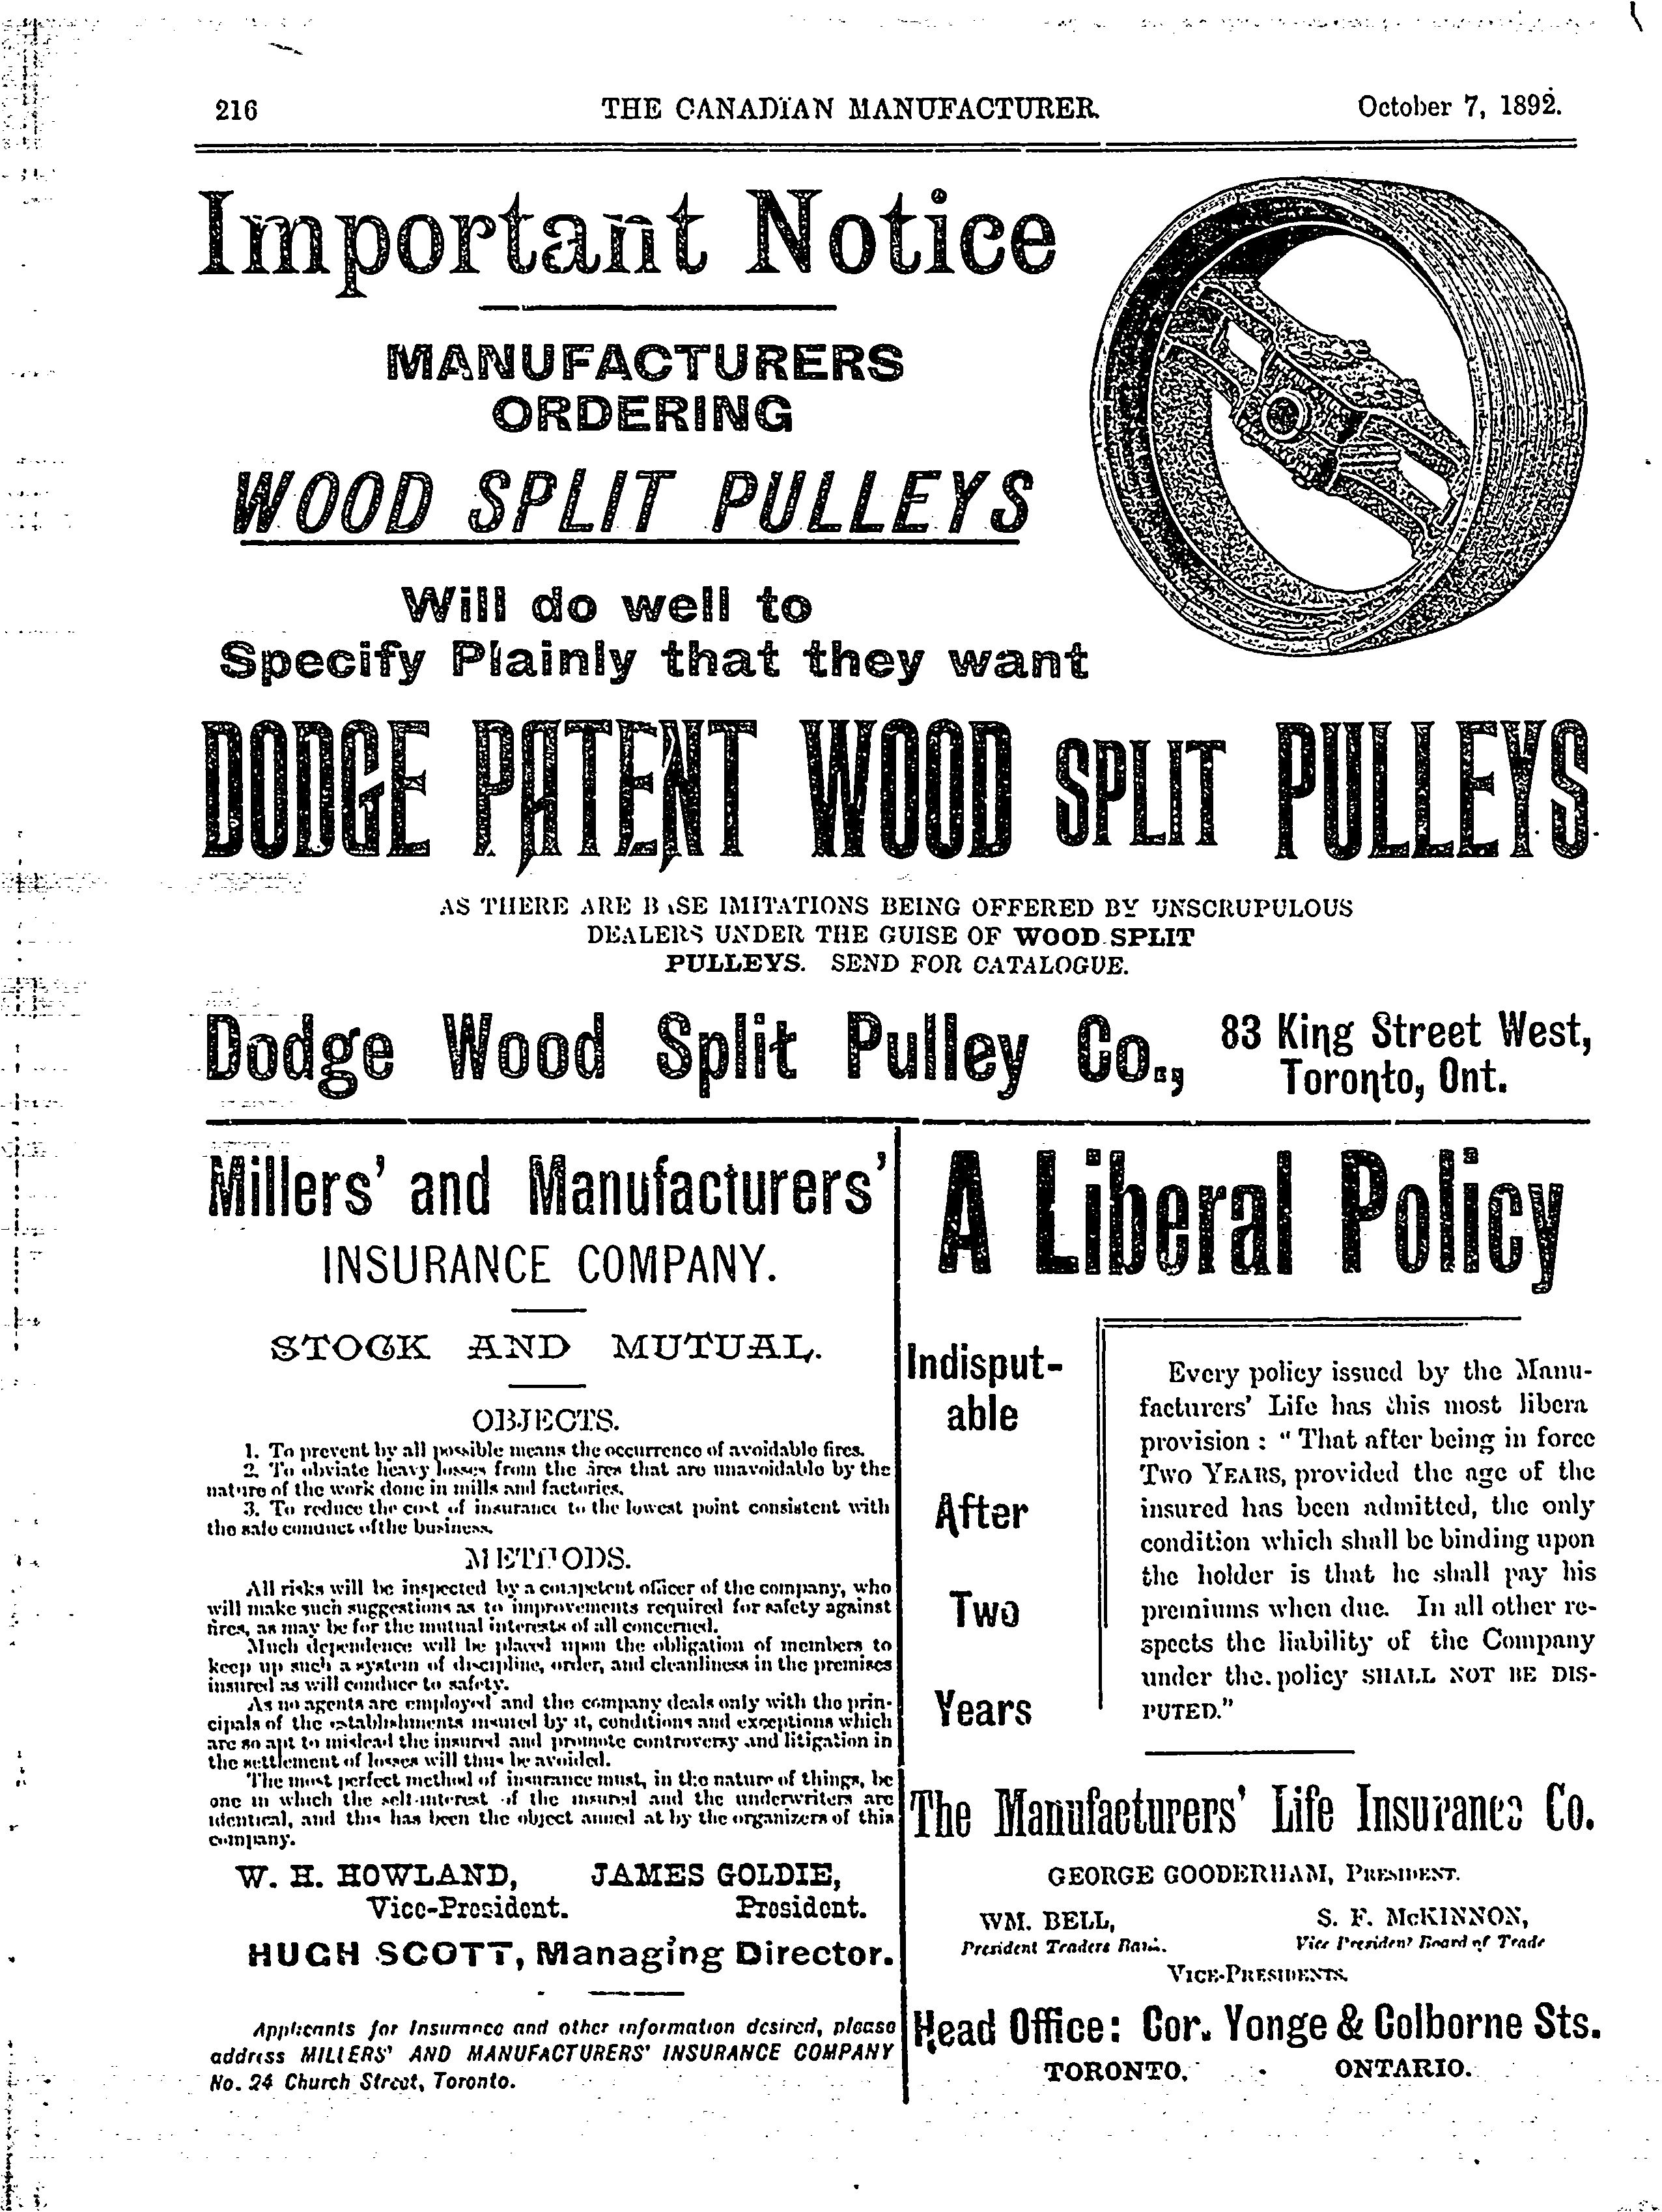 216
THE CANADIAN MANUFACTURER.
October 7, 1892.
Important Notice
MANUFACTURERS
ORDERING
WOOD SPLIT PULLEYS
Will do well to
Specify Plainly that they want
DODGE PATENT WOOD SPLIT PULLEYS
AS THERE ARE BASE IMITATIONS BEING OFFERED BY UNSCRUPULOUS
DEALERS UNDER THE GUISE OF WOOD SPLIT
PULLEYS. SEND FOR CATALOGUE.
Dodge Wood Split Pulley Co., 83 King Street West,
Toronto, Ont.
Millers' and Manufacturers'
INSURANCE COMPANY.
STOCK AND MUTUAL.
OBJECTS.
1. To prevent by all possible means the occurrence of avoidable fires.
2. To obviate heavy losses from the fires that are unavoidable by the
nature of the work done in mills and factories.
3. To reduce the cost of insurance to the lowest point consistent with
the safe conduct of the business.
METHODS.
All risks will be inspected by a competent officer of the company, who
will make such suggestions as to improvements required for safety against
fires, as may be for the mutual interests of all concerned.
Much dependence will be placed upon the obligation of members to
keep up such a system of discipline, order, and cleanliness in the premises
insured as will conduce to safety.
As no agents are employed and the company deals only with the prin-
cipals of the establishments insured by it, conditions and exceptions which
are so apt to mislead the insured and promote controversy and litigation in
the settlement of losses will thus be avoided.
The most perfect method of insurance must, in the nature of things, be
one in which the self-interest of the insured and the underwriters are
identical, and this has been the object aimed at by the organizers of this
company.
W. H. HOWLAND, JAMES GOLDIE,
Vice-President. President.
HUGH SCOTT, Managing Director.
Applicants for Insurance and other information desired, please
address MILLERS' AND MANUFACTURERS' INSURANCE COMPANY
No. 24 Church Street, Toronto.
A Liberal Policy
Indisput-
able
After
Two
Years
Every policy issued by the Manu-
facturers' Life has this most libera
provision : "That after being in force
TWO YEARS, provided the age of the
insured has been admitted, the only
condition which shall be binding upon
the holder is that he shall pay his
premiums when due. In all other re-
spects the liability of the Company
under the policy SHALL NOT BE DIS-
PUTED."
The Manufacturers' Life Insurance Co.
GEORGE GOODERHAM, PRESIDENT.
WM. BELL, S. F. McKINNON,
President Traders Bank. Vice President Board of Trade
VICE-PRESIDENTS.
Head Office: Cor. Yonge & Colborne Sts.
TORONTO, - ONTARIO.